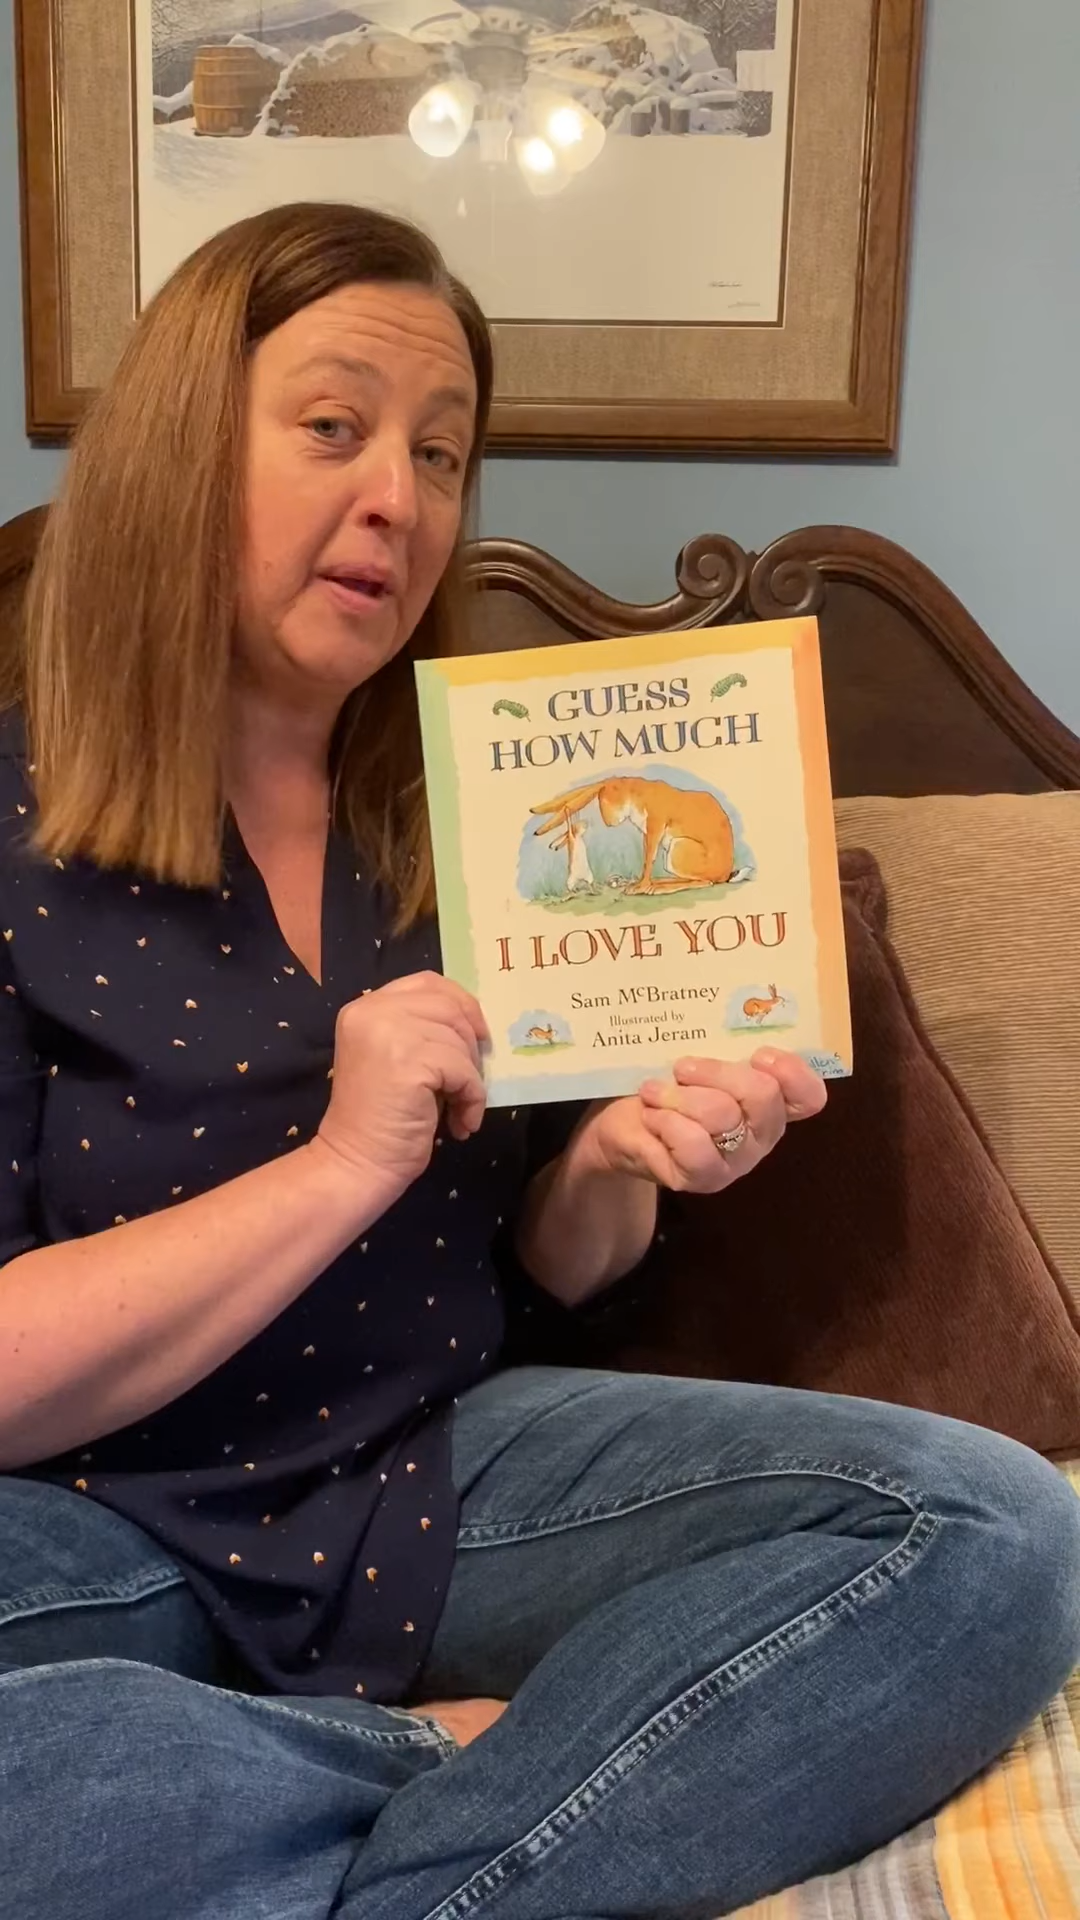 GUESS
HOW MUCH
I LOVE YOU
Sam McBratney
Illustrated by
Anita Jeram